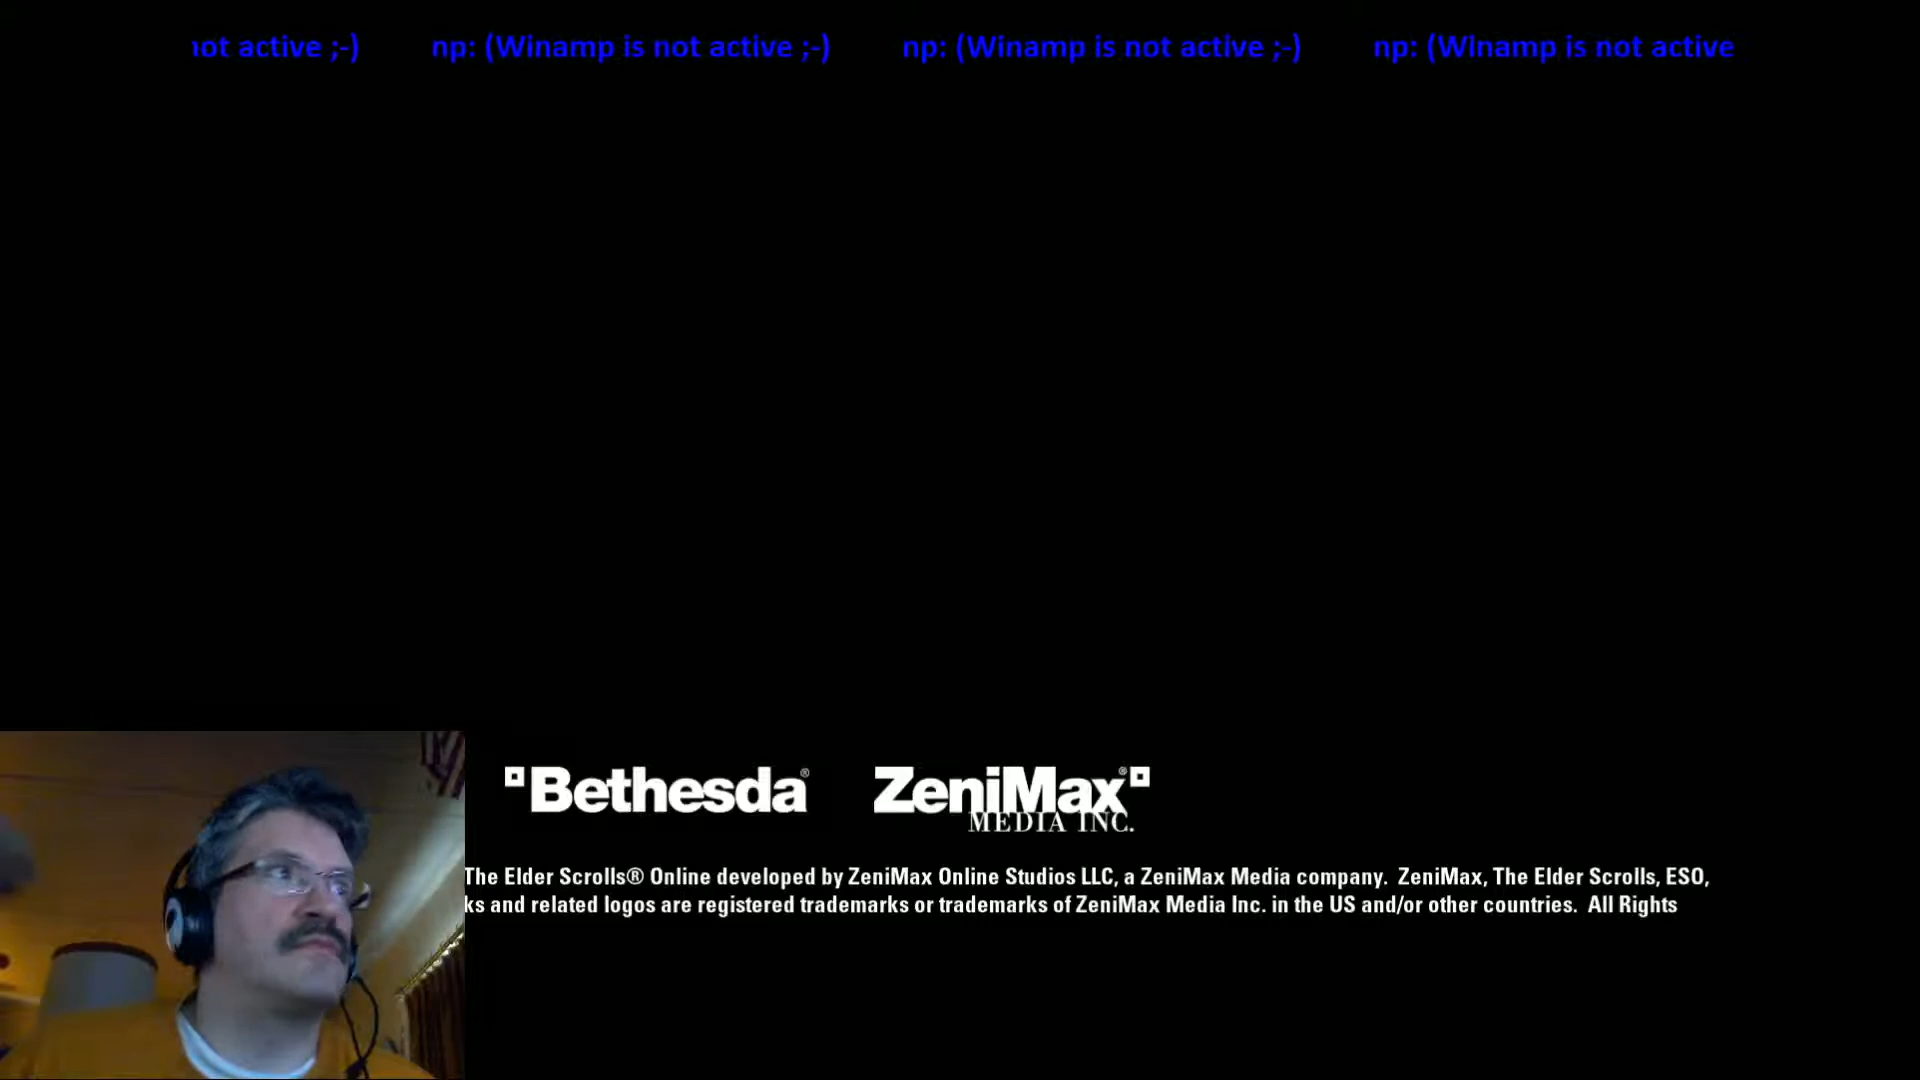 not active ;-) np: (Winamp is not active ;-) np: (Winamp is not active ;-) np: (Winamp is not active
Bethesda® ZeniMax®
MEDIA INC.
The Elder Scrolls® Online developed by ZeniMax Online Studios LLC, a ZeniMax Media company. ZeniMax, The Elder Scrolls, ESO,
ks and related logos are registered trademarks or trademarks of ZeniMax Media Inc. in the US and/or other countries. All Rights